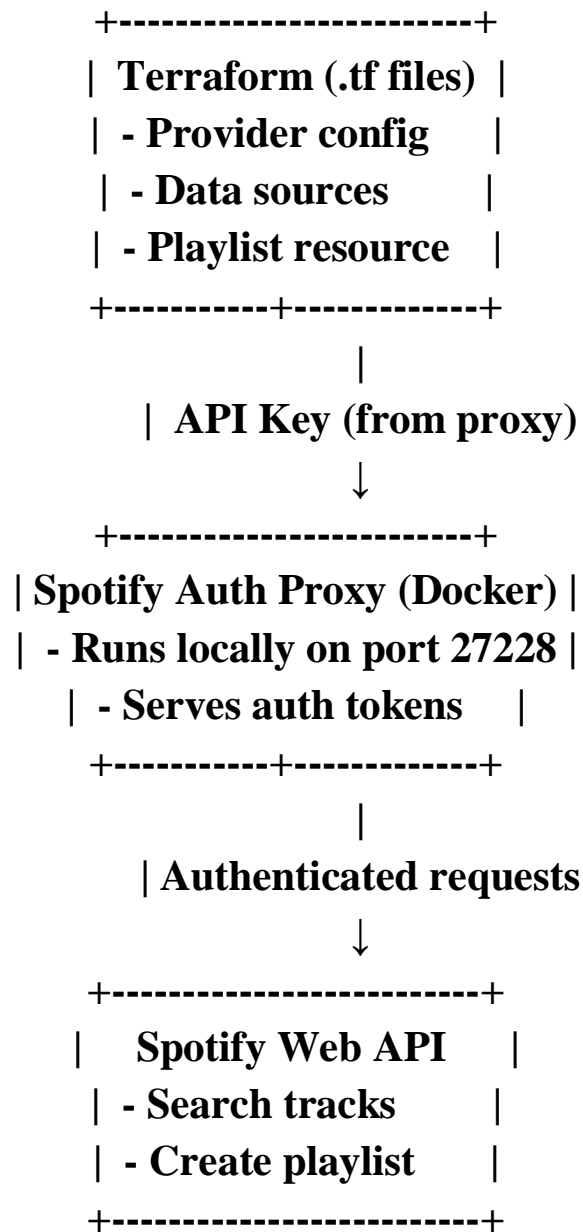 +-------------------------+
| Terraform (.tf files) |
| - Provider config |
| - Data sources |
| - Playlist resource |
+-----------+-------------+
|
| API Key (from proxy)
↓
+-------------------------+
| Spotify Auth Proxy (Docker) |
| - Runs locally on port 27228 |
| - Serves auth tokens |
+-----------+-------------+
|
| Authenticated requests
↓
+--------------------------+
| Spotify Web API |
| - Search tracks |
| - Create playlist |
+--------------------------+